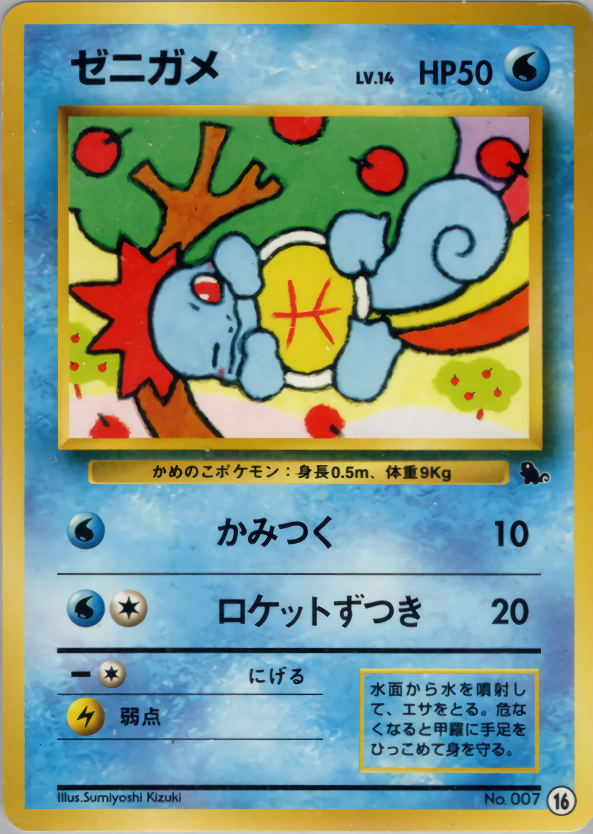 ゼニガメ LV.14 HP50
かめのこポケモン：身長0.5m、体重9Kg
かみつく 10
ロケットずつき 20
にげる
弱点
水面から水を噴射し
て、エサをとる。危な
くなると甲羅に手足を
ひっこめて身を守る。
Illus.Sumiyoshi Kizuki No. 007 16